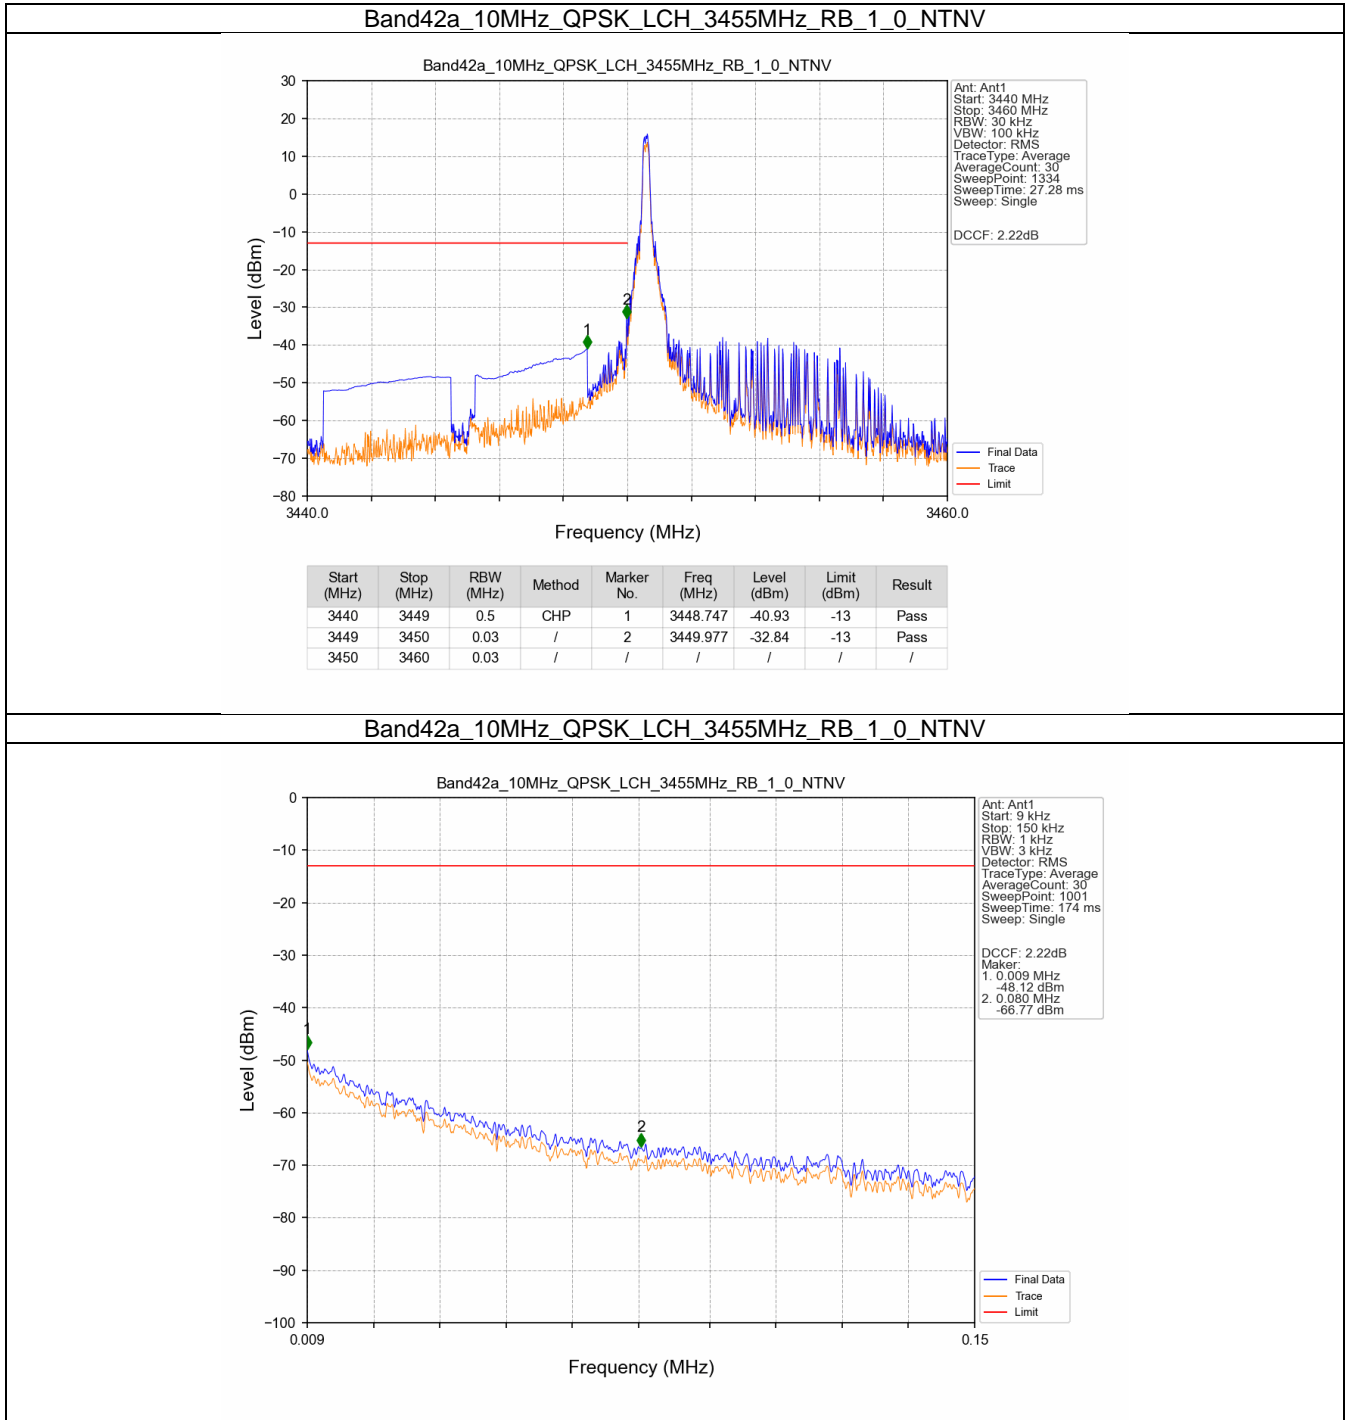 Band42a_10MHz_QPSK_LCH_3455MHz_RB_1_0_NTNV
Band42a_10MHz_QPSK_LCH_3455MHz_RB_1_0_NTNV
30
20
10
0
−10
−20
−30
−40
−50
−60
−70
−80
Level (dBm)
1
2
3440.0
3460.0
Frequency (MHz)
Ant: Ant1
Start: 3440 MHz
Stop: 3460 MHz
RBW: 30 kHz
VBW: 100 kHz
Detector: RMS
TraceType: Average
AverageCount: 30
SweepPoint: 1334
SweepTime: 27.28 ms
Sweep: Single
DCCF: 2.22dB
Final Data
Trace
Limit
Start (MHz) Stop (MHz) RBW (MHz) Method Marker No. Freq (MHz) Level (dBm) Limit (dBm) Result
3440 3449 0.5 CHP 1 3448.747 -40.93 -13 Pass
3449 3450 0.03 / 2 3449.977 -32.84 -13 Pass
3450 3460 0.03 / / / / / /
Band42a_10MHz_QPSK_LCH_3455MHz_RB_1_0_NTNV
Band42a_10MHz_QPSK_LCH_3455MHz_RB_1_0_NTNV
0
−10
−20
−30
−40
−50
−60
−70
−80
−90
−100
Level (dBm)
1
2
0.009
0.15
Frequency (MHz)
Ant: Ant1
Start: 9 kHz
Stop: 150 kHz
RBW: 1 kHz
VBW: 3 kHz
Detector: RMS
TraceType: Average
AverageCount: 30
SweepPoint: 1001
SweepTime: 174 ms
Sweep: Single
DCCF: 2.22dB
Maker:
1. 0.009 MHz
-48.12 dBm
2. 0.080 MHz
-66.77 dBm
Final Data
Trace
Limit